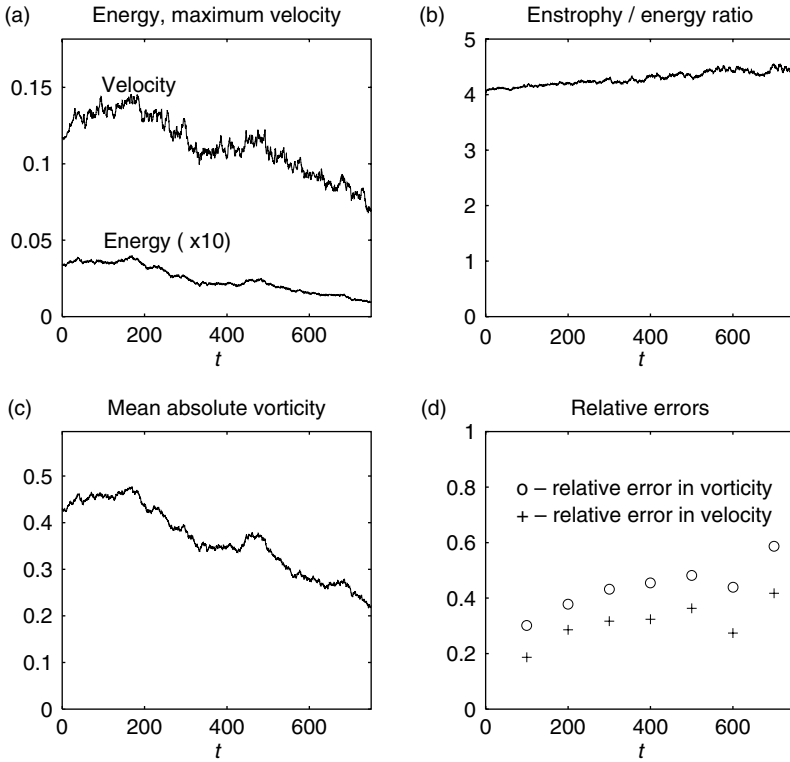 (a) Energy, maximum velocity
0.15
Velocity
0.1
0.05
Energy ( x10)
0
0 200 400 600
t
(b) Enstrophy / energy ratio
5
4
3
2
1
0
0 200 400 600
t
(c) Mean absolute vorticity
0.5
0.4
0.3
0.2
0.1
0
0 200 400 600
t
(d) Relative errors
1
0.8
o – relative error in vorticity
+ – relative error in velocity
0.6
0.4
0.2
0
0 200 400 600
t